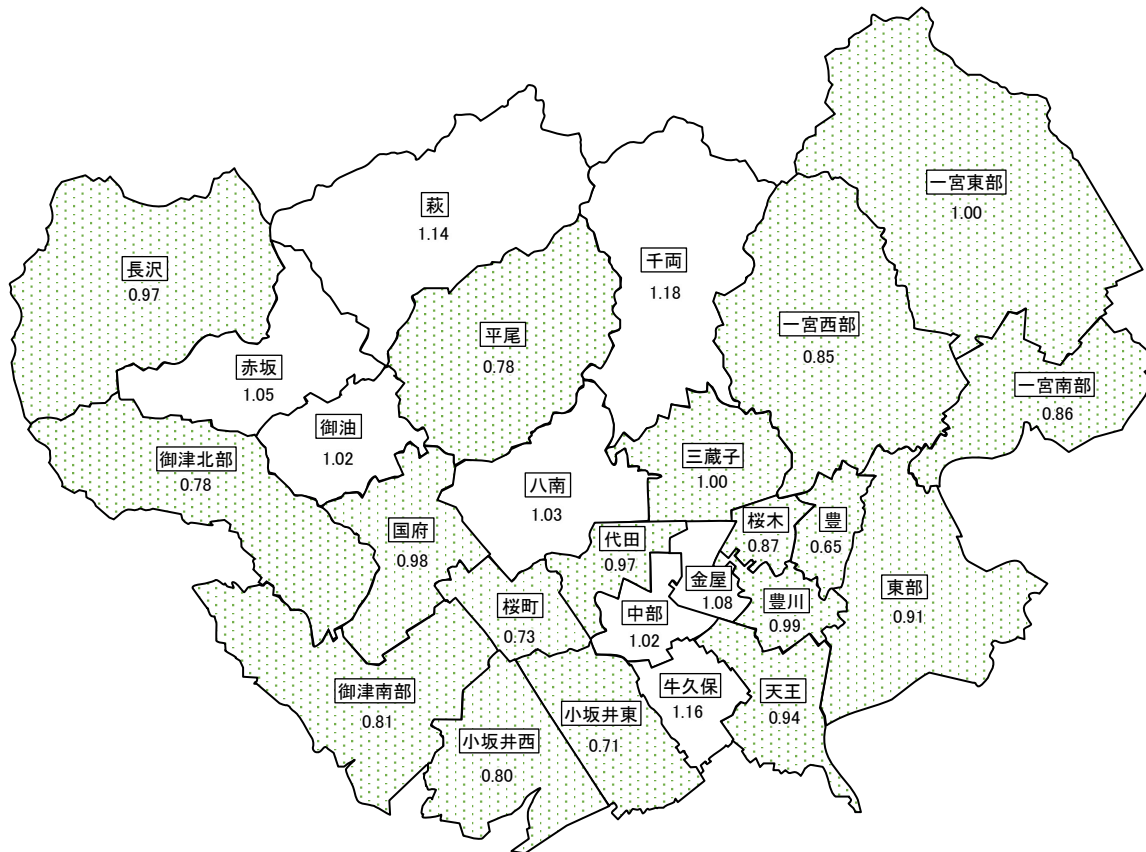 一宮東部
1.00
萩
1.14
千両
1.18
長沢
0.97
一宮西部
0.85
平尾
0.78
赤坂
1.05
一宮南部
0.86
御油
1.02
御津北部
0.78
三蔵子
1.00
八南
1.03
国府
0.98
代田
0.97
桜木
0.87
豊
0.65
金屋
1.08
東部
0.91
桜町
0.73
中部
1.02
豊川
0.99
御津南部
0.81
牛久保
1.16
天王
0.94
小坂井東
0.71
小坂井西
0.80